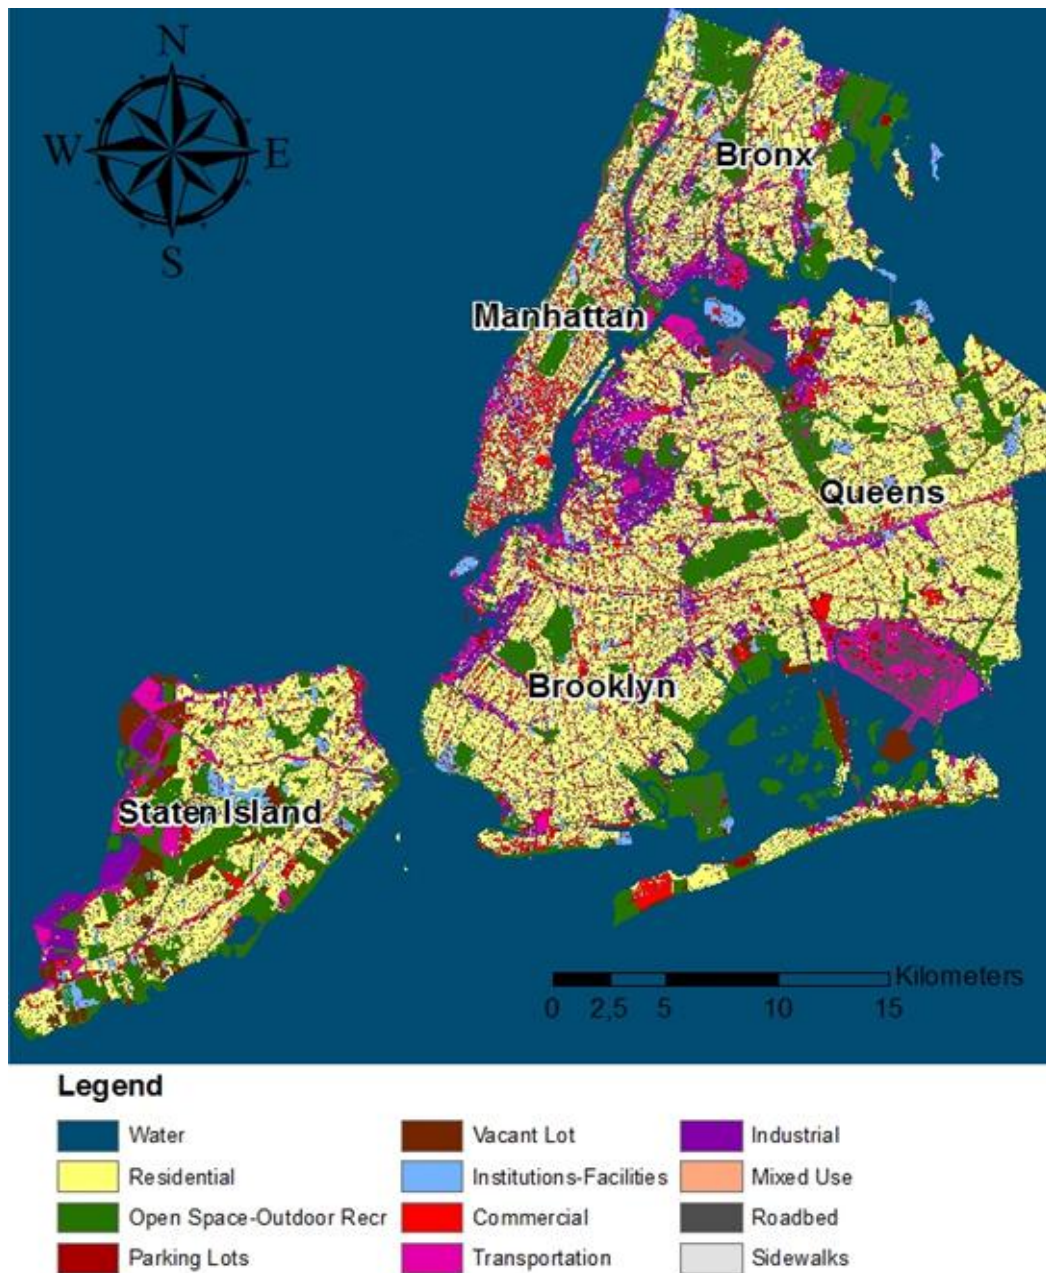 N
W E
S
Bronx
Manhattan
Queens
Brooklyn
Staten Island
Kilometers
0 2,5 5 10 15
Legend
Water Vacant Lot Industrial
Residential Institutions-Facilities Mixed Use
Open Space-Outdoor Recr Commercial Roadbed
Parking Lots Transportation Sidewalks